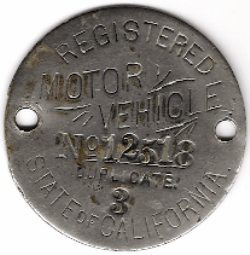 REGISTERED
MOTOR
VEHICLE
No 12518
DUPLICATE
3
STATE OF CALIFORNIA.